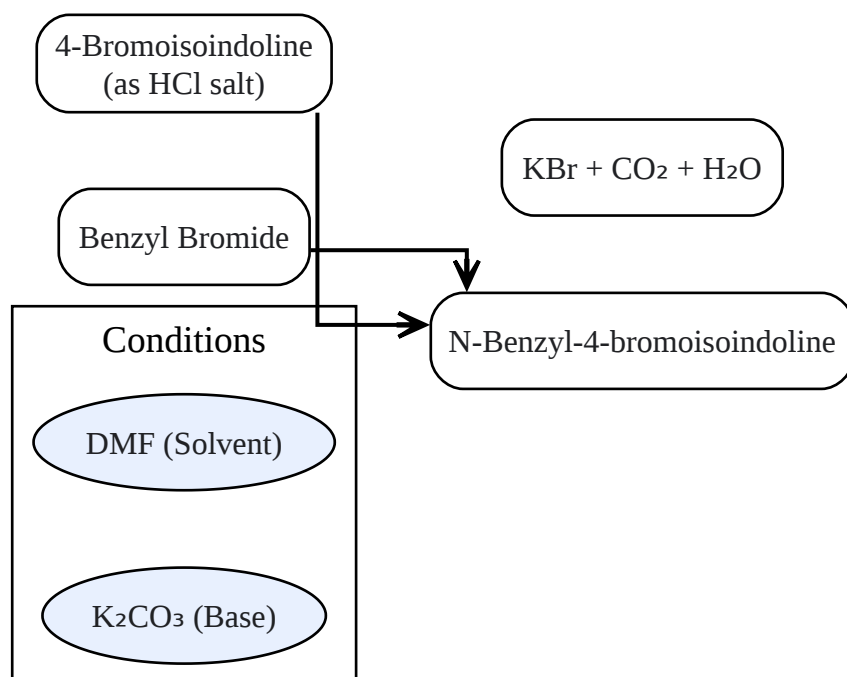 4-Bromoisoindoline
(as HCl salt)
KBr + CO₂ + H₂O
Benzyl Bromide
N-Benzyl-4-bromoisoindoline
Conditions
DMF (Solvent)
K₂CO₃ (Base)